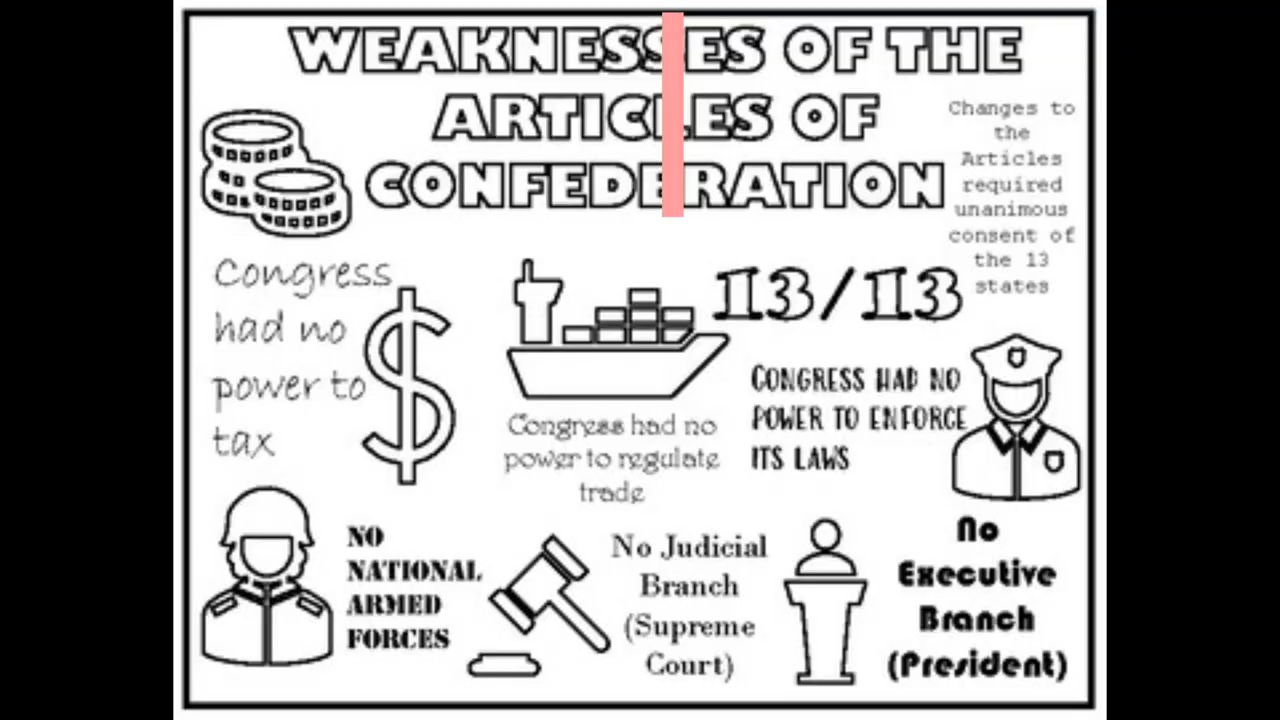 WEAKNESSES OF THE
ARTICLES OF
CONFEDERATION
Changes to
the
Articles
required
unanimous
consent of
the 13
states
Congress
had no
power to
tax
$
13/13
Congress had no
power to regulate
trade
CONGRESS HAD NO
POWER TO ENFORCE
ITS LAWS
NO
NATIONAL
ARMED
FORCES
No Judicial
Branch
(Supreme
Court)
No
Executive
Branch
(President)